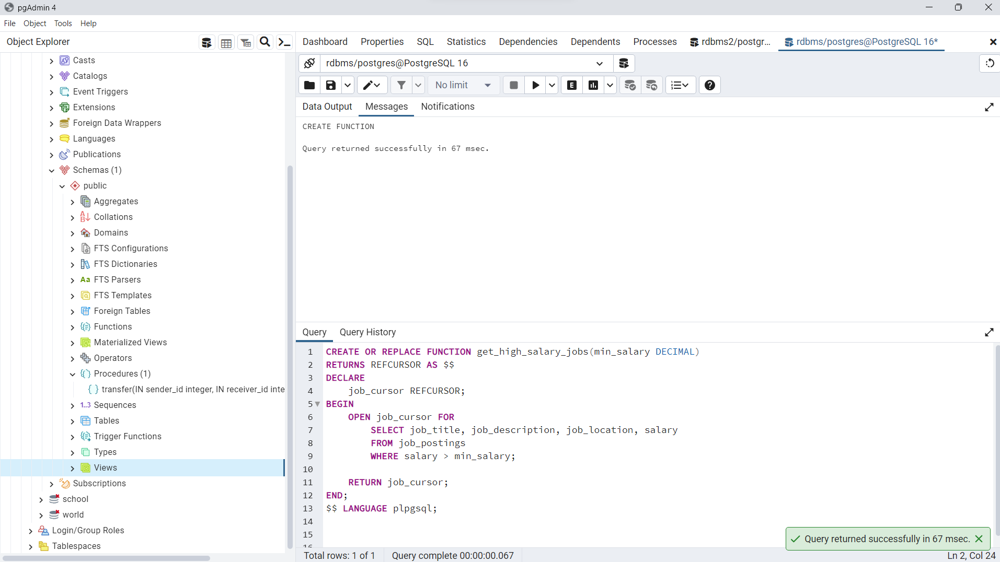 pgAdmin 4
File Object Tools Help
Object Explorer
Dashboard Properties SQL Statistics Dependencies Dependents Processes rdbms2/postgr... rdbms/postgres@PostgreSQL 16*
rdbms/postgres@PostgreSQL 16
No limit
E
Data Output Messages Notifications
CREATE FUNCTION
Query returned successfully in 67 msec.
Casts
Catalogs
Event Triggers
Extensions
Foreign Data Wrappers
Languages
Publications
Schemas (1)
public
Aggregates
Collations
Domains
FTS Configurations
FTS Dictionaries
Aa FTS Parsers
FTS Templates
Foreign Tables
Functions
Materialized Views
Operators
Procedures (1)
transfer(IN sender_id integer, IN receiver_id inte
1..3 Sequences
Tables
Trigger Functions
Types
Views
Subscriptions
school
world
Login/Group Roles
Tablespaces
Query Query History
1 CREATE OR REPLACE FUNCTION get_high_salary_jobs(min_salary DECIMAL)
2 RETURNS REFCURSOR AS $$
3 DECLARE
4 job_cursor REFCURSOR;
5 BEGIN
6 OPEN job_cursor FOR
7 SELECT job_title, job_description, job_location, salary
8 FROM job_postings
9 WHERE salary > min_salary;
10
11 RETURN job_cursor;
12 END;
13 $$ LANGUAGE plpgsql;
14
15
16
Query returned successfully in 67 msec.
Total rows: 1 of 1 Query complete 00:00:00.067 Ln 2, Col 24